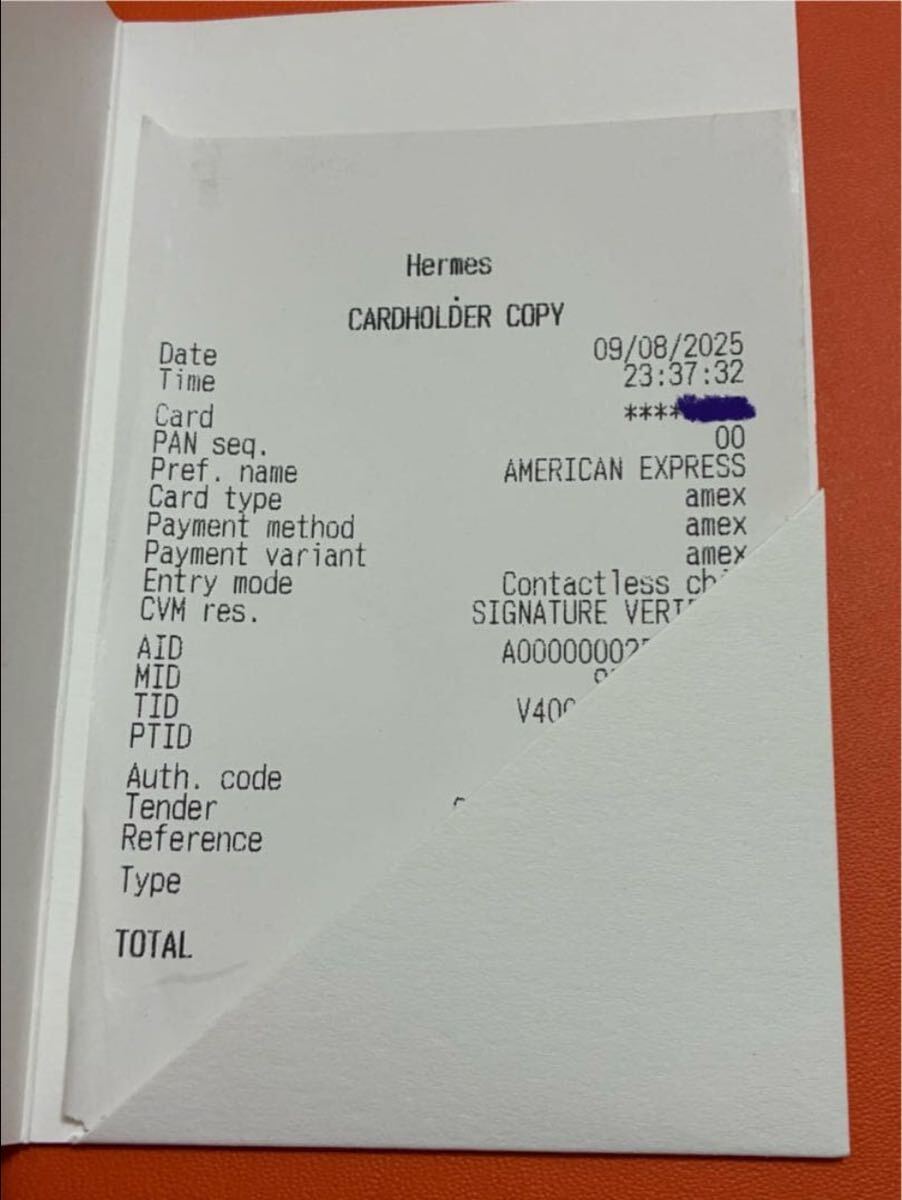 Hermes
.
CARDHOLDER COPY
Date 09/08/2025
Time 23:37:32
Card ****
PAN seq. 00
Pref. name AMERICAN EXPRESS
Card type amex
Payment method amex
Payment variant amex
Entry mode Contactless
CVM res. SIGNATURE
AID
MID
TID
PTID
Auth. code
Tender
Reference
Type
TOTAL